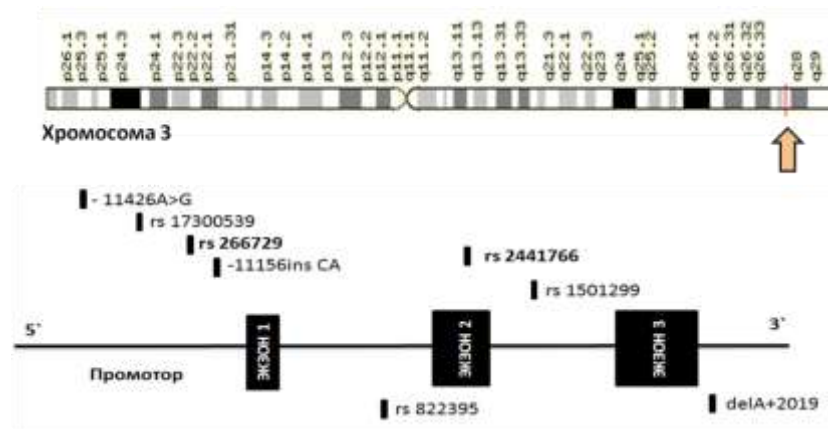 p26.1 p25.3 p25.1 p24.3 p24.1 p22.3 p22.2 p22.1 p21.31 p14.3 p14.2 p14.1 p13 p12.3 p12.2 p12.1 p11.1 q11.1 q11.2 q13.11 q13.13 q13.31 q13.33 q21.3 q22.1 q22.3 q23 q24 q25.1 q25.2 q26.1 q26.2 q26.31 q26.32 q26.33 q28 q29
Хромосома 3
- 11426A>G
rs 17300539
rs 266729
-11156ins CA
rs 2441766
rs 1501299
5`
ЭКЗОН 1
ЭКЗОН 2
ЭКЗОН 3
3`
Промотор
rs 822395
delA+2019